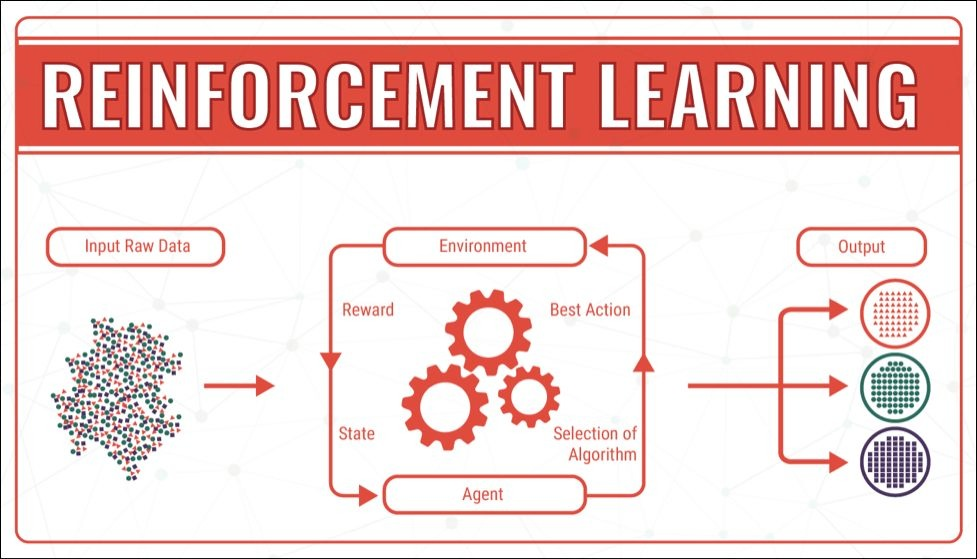 REINFORCEMENT LEARNING
Input Raw Data
Environment
Output
Reward
Best Action
State
Selection of
Algorithm
Agent